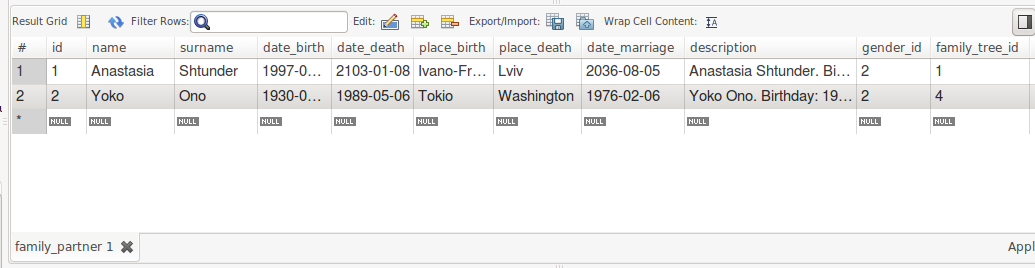 Result Grid Filter Rows: Edit: Export/Import: Wrap Cell Content: IA
# id name surname date_birth date_death place_birth place_death date_marriage description gender_id family_tree_id
1 1 Anastasia Shtunder 1997-0... 2103-01-08 Ivano-Fr... Lviv 2036-08-05 Anastasia Shtunder. Bi... 2 1
2 2 Yoko Ono 1930-0... 1989-05-06 Tokio Washington 1976-02-06 Yoko Ono. Birthday: 19... 2 4
* NULL NULL NULL NULL NULL NULL NULL NULL NULL NULL NULL
family_partner 1 Appl